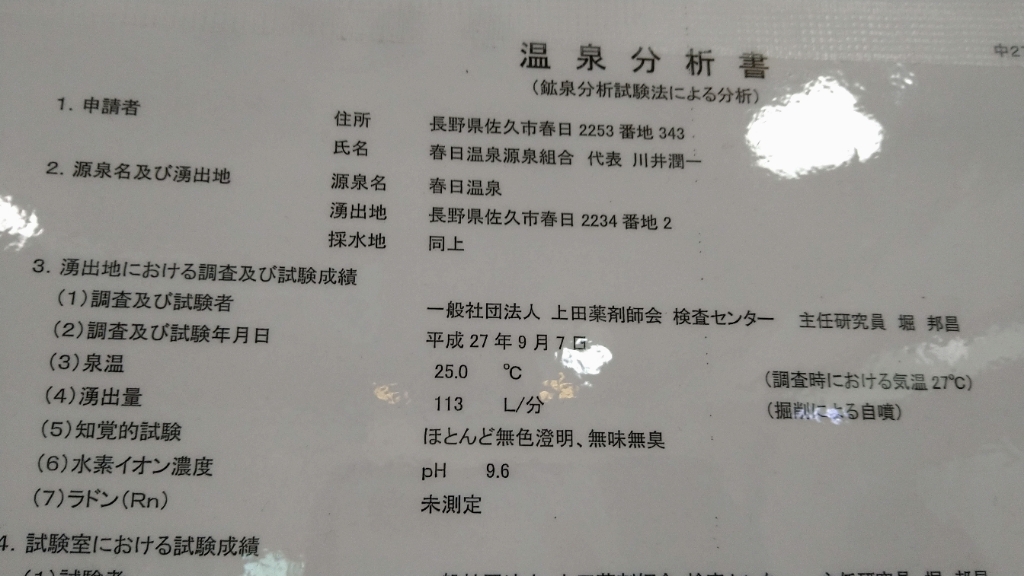 温泉分析書
中27
(鉱泉分析試験法による分析)
1. 申請者
住所 長野県佐久市春日 2253 番地 343
氏名 春日温泉源泉組合 代表 川井潤一
2. 源泉名及び湧出地
源泉名 春日温泉
湧出地 長野県佐久市春日 2234 番地 2
採水地 同上
3. 湧出地における調査及び試験成績
(1)調査及び試験者 一般社団法人 上田薬剤師会 検査センター 主任研究員 堀 邦昌
(2)調査及び試験年月日 平成 27 年 9 月 7 日
(3)泉温 25.0 ℃ (調査時における気温 27℃)
(4)湧出量 113 L/分 (掘削による自噴)
(5)知覚的試験 ほとんど無色澄明、無味無臭
(6)水素イオン濃度 pH 9.6
(7)ラドン(Rn) 未測定
4. 試験室における試験成績